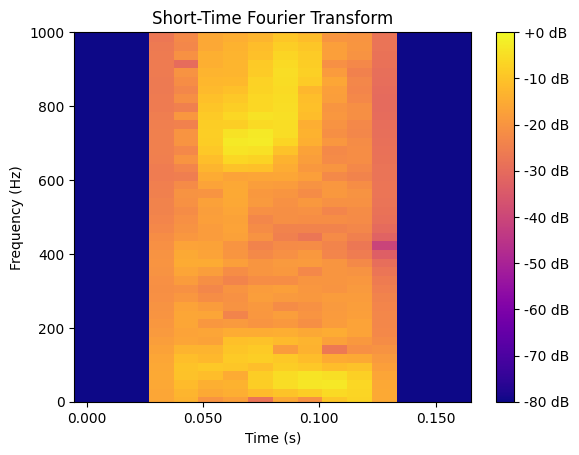 Short-Time Fourier Transform
1000
800
600
400
200
0
Frequency (Hz)
0.000
0.050
0.100
0.150
Time (s)
+0 dB
-10 dB
-20 dB
-30 dB
-40 dB
-50 dB
-60 dB
-70 dB
-80 dB